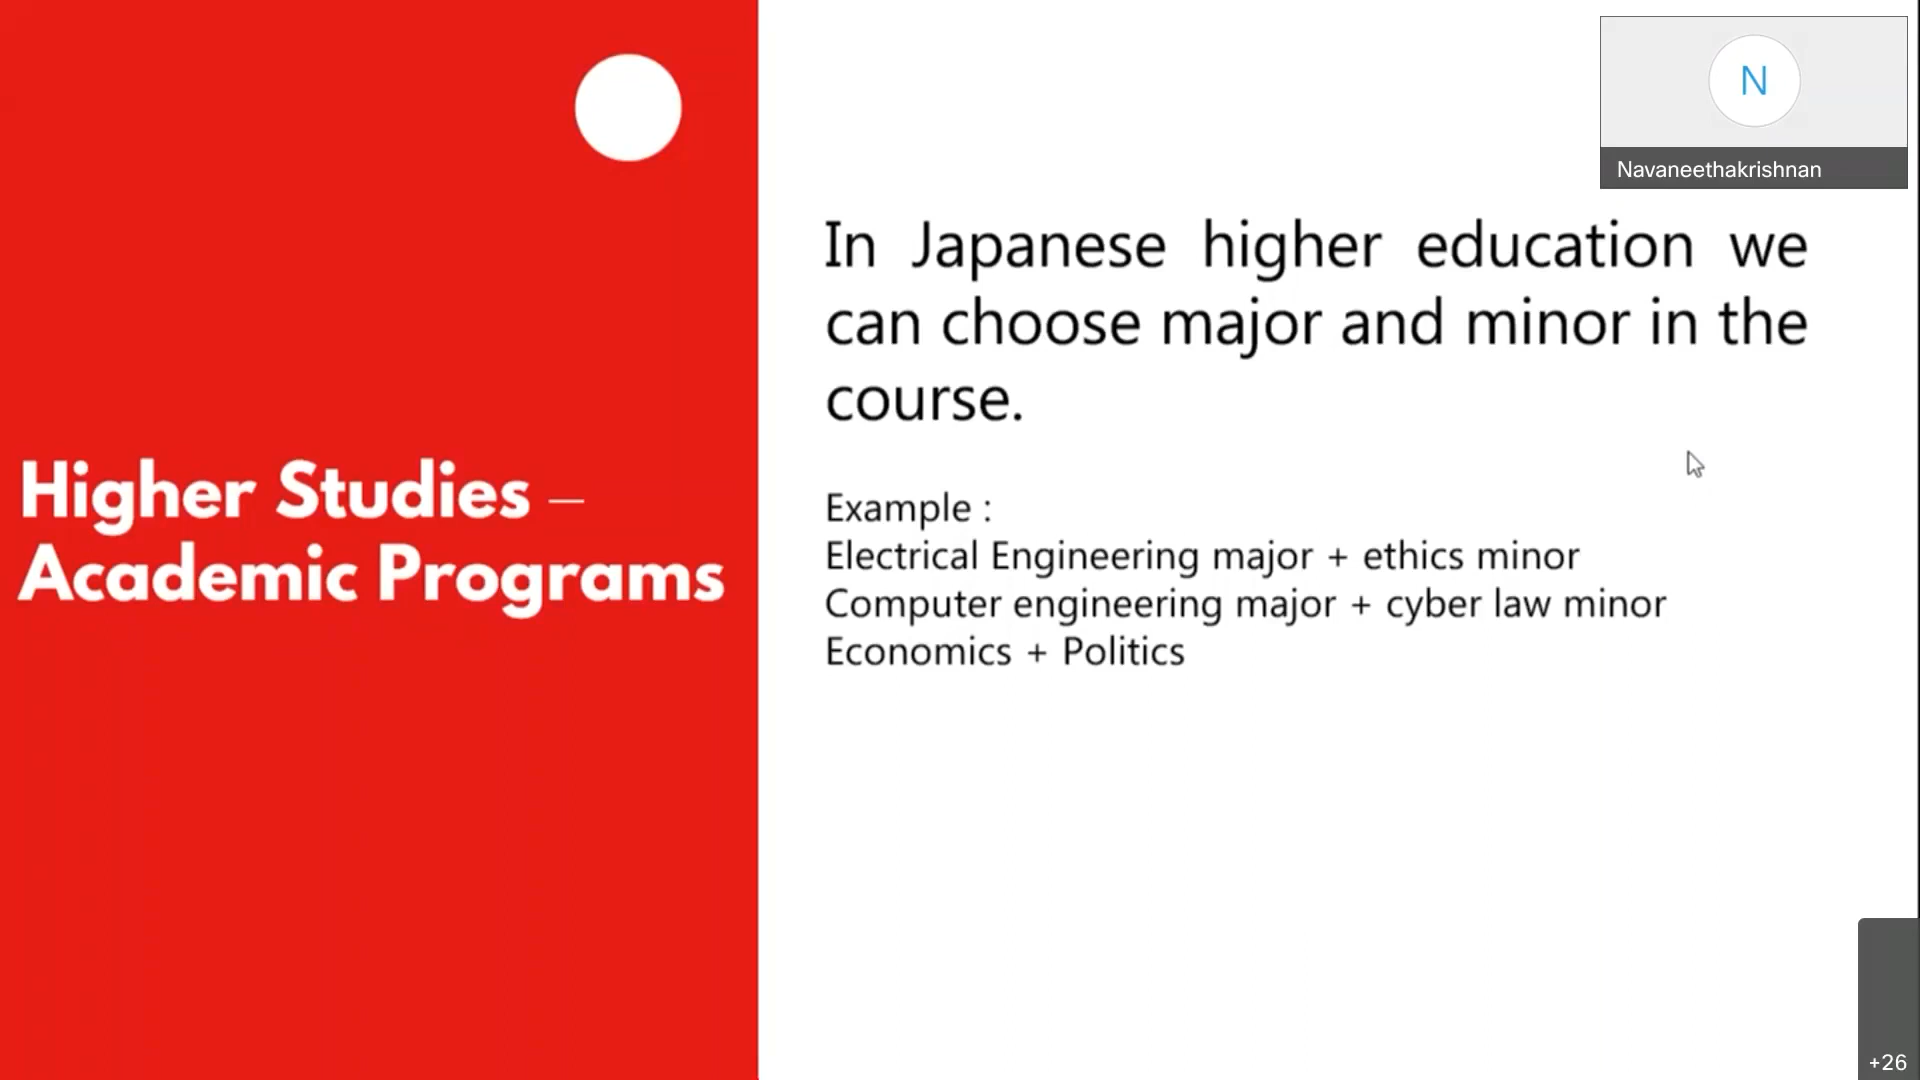 Higher Studies –
Academic Programs
In Japanese higher education we
can choose major and minor in the
course.
Example :
Electrical Engineering major + ethics minor
Computer engineering major + cyber law minor
Economics + Politics
N
Navaneethakrishnan
+26